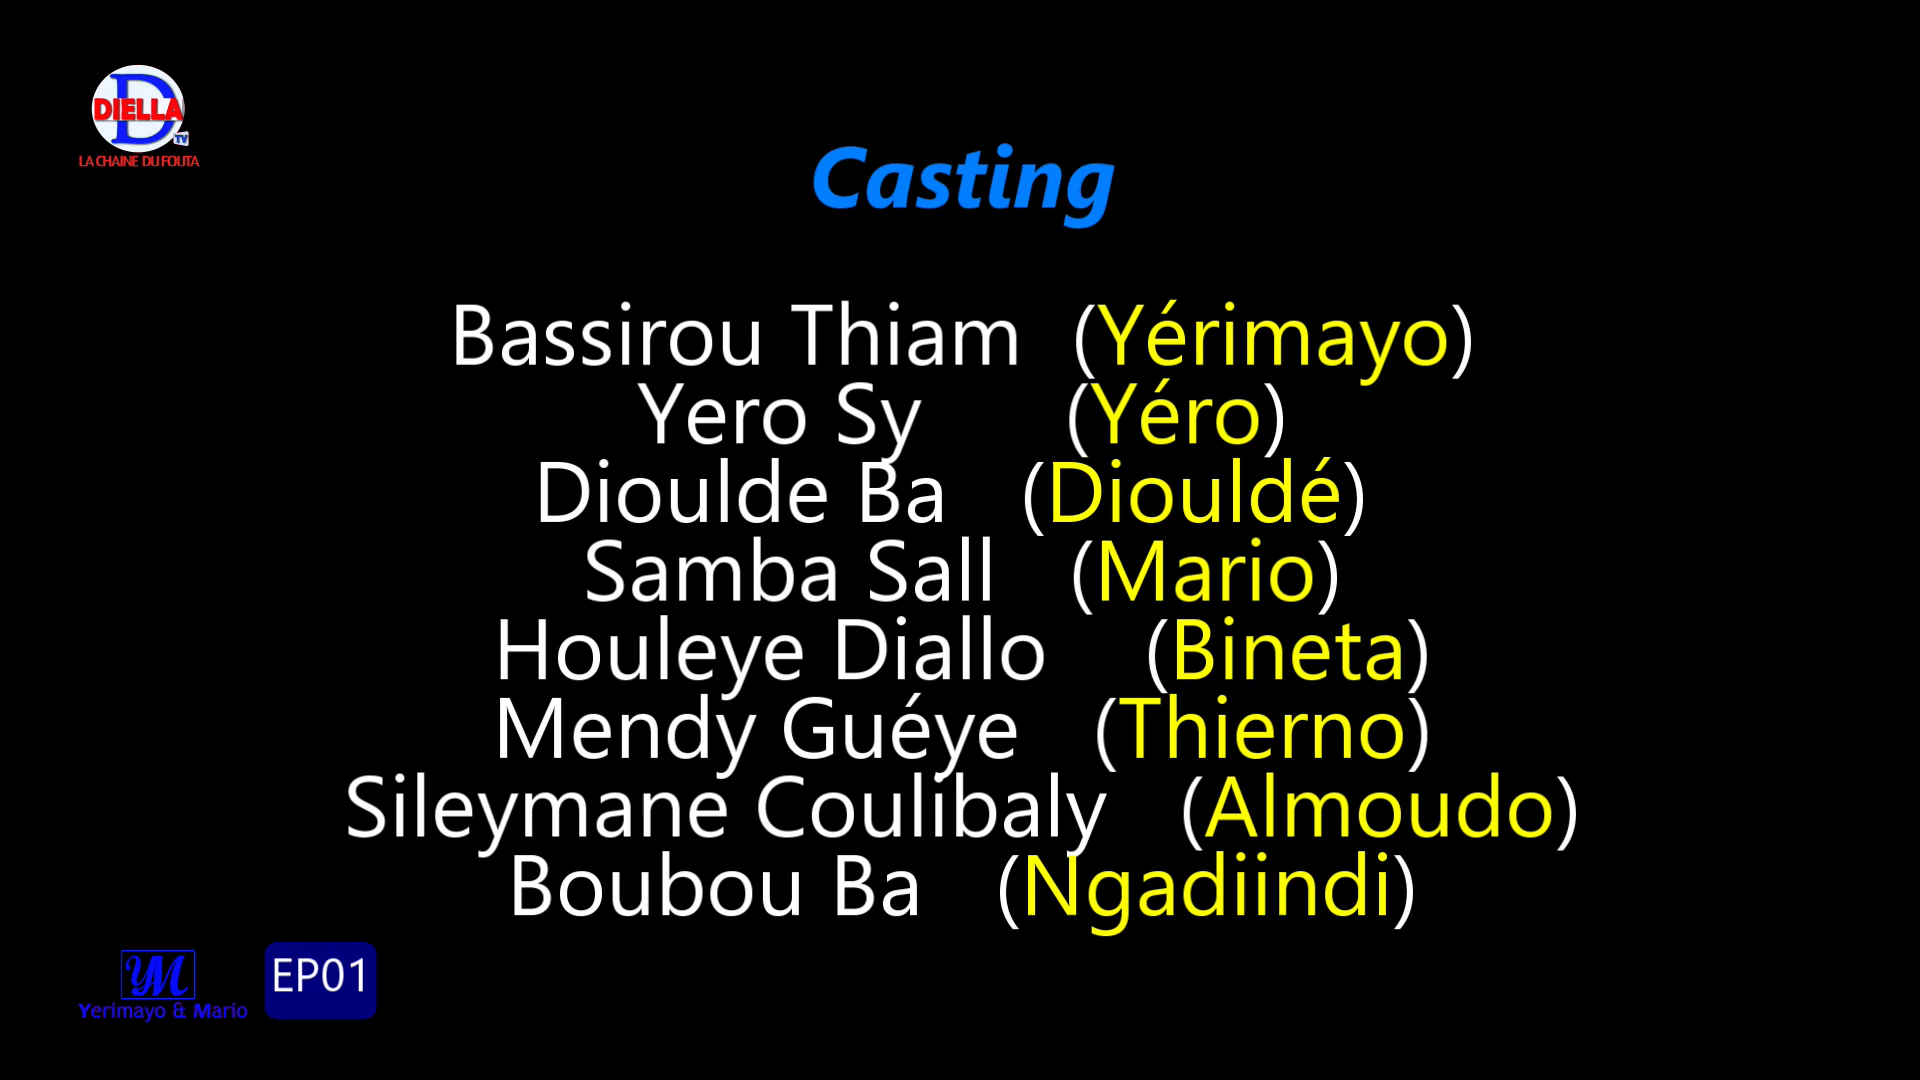 DIELLA
D
TV
LA CHAINE DU FOUTA
Casting
Bassirou Thiam (Yérimayo)
Yero Sy (Yéro)
Dioulde Ba (Diouldé)
Samba Sall (Mario)
Houleye Diallo (Bineta)
Mendy Guéye (Thierno)
Sileymane Coulibaly (Almoudo)
Boubou Ba (Ngadiindi)
YM
Yerimayo & Mario
EP01